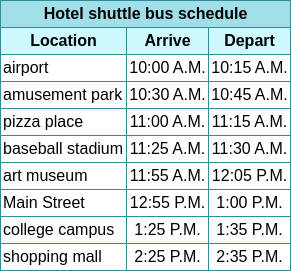 Hotel shuttle bus schedule
Location Arrive Depart
airport 10:00 A.M. 10:15 A.M.
amusement park 10:30 A.M. 10:45 A.M.
pizza place 11:00 A.M. 11:15 A.M.
baseball stadium 11:25 A.M. 11:30 A.M.
art museum 11:55 A.M. 12:05 P.M.
Main Street 12:55 P.M. 1:00 P.M.
college campus 1:25 P.M. 1:35 P.M.
shopping mall 2:25 P.M. 2:35 P.M.